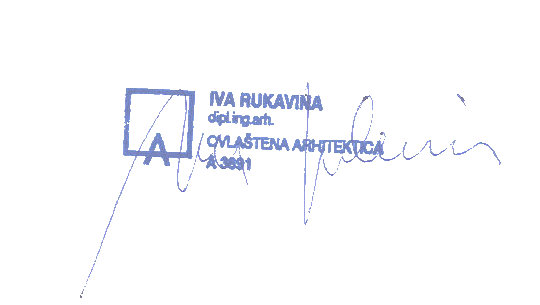 IVA RUKAVINA
dipl.ing.arh.
OVLAŠTENA ARHITEKTICA
A 3691